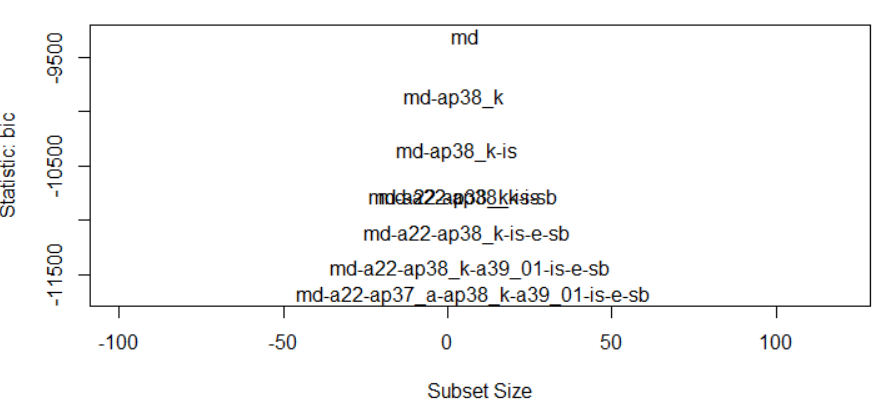 md
-9500
md-ap38_k
md-ap38_k-is
-10500
Statistic: bic
md-a22-ap38_k-is-e-sb
md-a22-ap38_k-a39_01-is-e-sb
-11500
md-a22-ap37_a-ap38_k-a39_01-is-e-sb
-100 -50 0 50 100
Subset Size